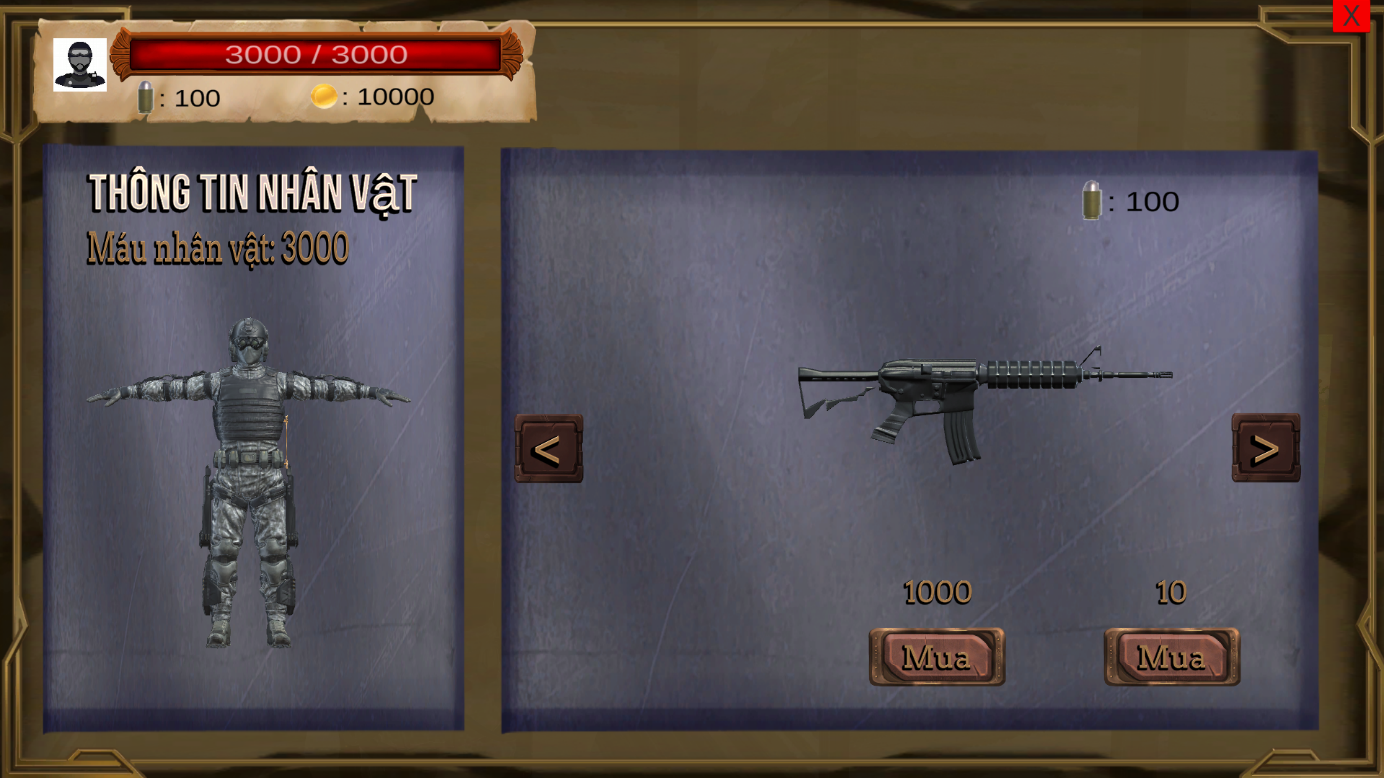 X
3000 / 3000
: 100
: 10000
THÔNG TIN NHÂN VậT
Máu nhân vật: 3000
: 100
<
>
1000
10
Mua
Mua